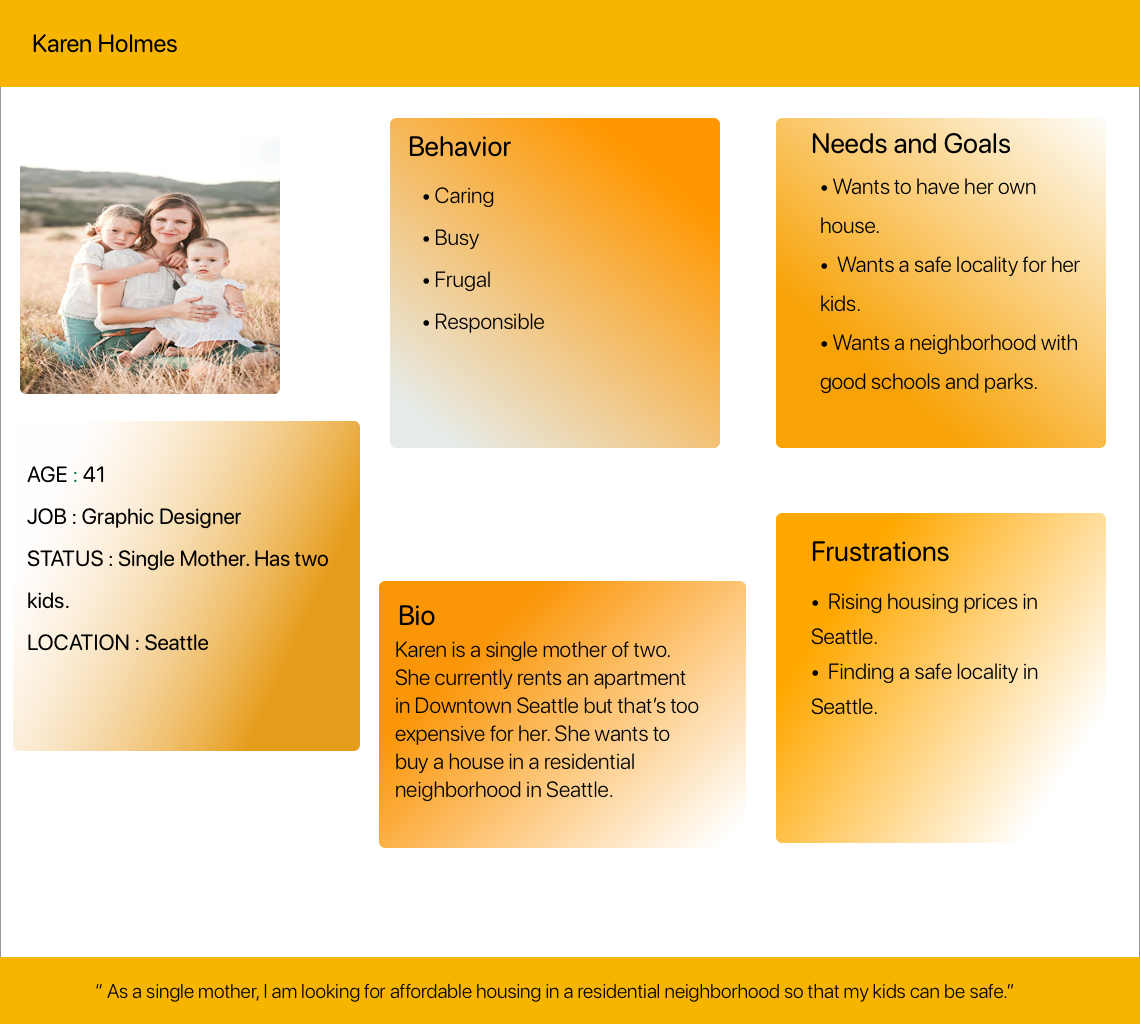 Karen Holmes
Behavior
• Caring
• Busy
• Frugal
• Responsible
Needs and Goals
• Wants to have her own
house.
• Wants a safe locality for her
kids.
• Wants a neighborhood with
good schools and parks.
AGE : 41
JOB : Graphic Designer
STATUS : Single Mother. Has two
kids.
LOCATION : Seattle
Bio
Karen is a single mother of two.
She currently rents an apartment
in Downtown Seattle but that’s too
expensive for her. She wants to
buy a house in a residential
neighborhood in Seattle.
Frustrations
• Rising housing prices in
Seattle.
• Finding a safe locality in
Seattle.
“ As a single mother, I am looking for affordable housing in a residential neighborhood so that my kids can be safe.”